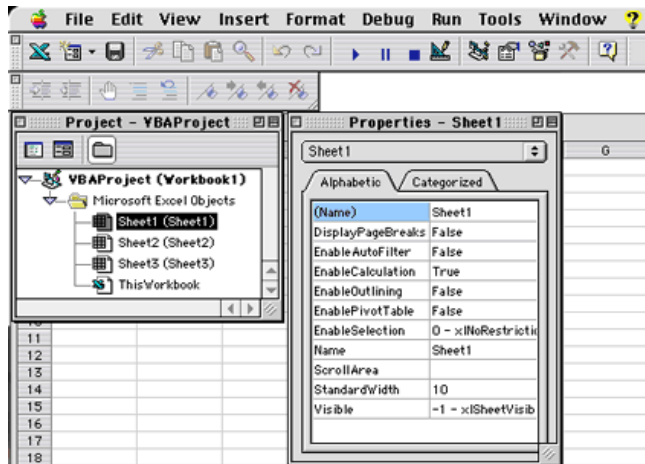 File Edit View Insert Format Debug Run Tools Window ?
Project - VBAProject
Properties - Sheet1
Sheet1
G
Alphabetic Categorized
VBAProject (Workbook1)
Microsoft Excel Objects
Sheet1 (Sheet1)
Sheet2 (Sheet2)
Sheet3 (Sheet3)
ThisWorkbook
(Name) Sheet1
DisplayPageBreaks False
EnableAutoFilter False
EnableCalculation True
EnableOutlining False
EnablePivotTable False
EnableSelection 0 - xlNoRestrictio
Name Sheet1
ScrollArea
StandardWidth 10
Visible -1 - xlSheetVisib
11
12
13
14
15
16
17
18